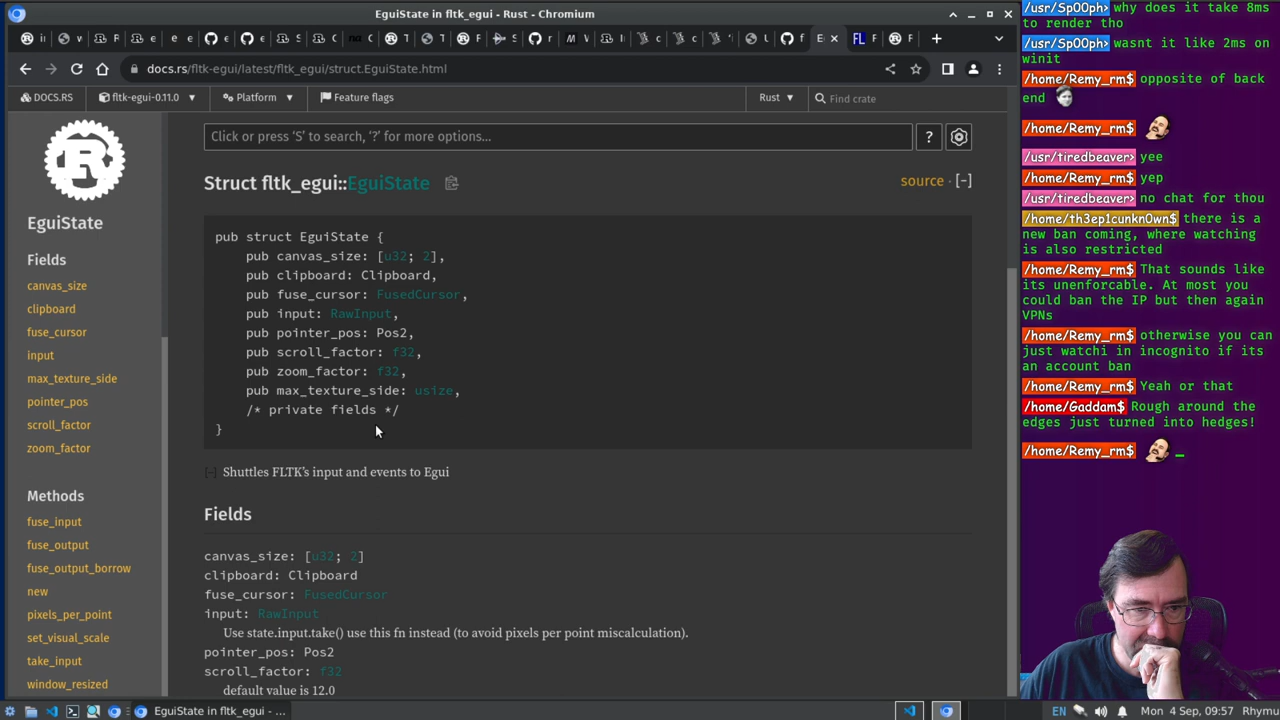 EguiState in fltk_egui - Rust - Chromium
docs.rs/fltk-egui/latest/fltk_egui/struct.EguiState.html
DOCS.RS
fltk-egui-0.11.0
Platform
Feature flags
Rust
Find crate
Click or press 'S' to search, '?' for more options…
?
EguiState
Fields
canvas_size
clipboard
fuse_cursor
input
max_texture_side
pointer_pos
scroll_factor
zoom_factor
Methods
fuse_input
fuse_output
fuse_output_borrow
new
pixels_per_point
set_visual_scale
take_input
window_resized
Struct fltk_egui::EguiState
source · [-]
pub struct EguiState {
pub canvas_size: [u32; 2],
pub clipboard: Clipboard,
pub fuse_cursor: FusedCursor,
pub input: RawInput,
pub pointer_pos: Pos2,
pub scroll_factor: f32,
pub zoom_factor: f32,
pub max_texture_side: usize,
/* private fields */
}
[-] Shuttles FLTK's input and events to Egui
Fields
canvas_size: [u32; 2]
clipboard: Clipboard
fuse_cursor: FusedCursor
input: RawInput
Use state.input.take() use this fn instead (to avoid pixels per point miscalculation).
pointer_pos: Pos2
scroll_factor: f32
default value is 12.0
/usr/Sp00ph> why does it take 8ms
to render tho
/usr/Sp00ph> wasnt it like 2ms on
winit
/home/Remy_rm$ opposite of back
end
/home/Remy_rm$
/usr/tiredbeaver> yee
/home/Remy_rm$ yep
/usr/tiredbeaver> no chat for thou
/home/th3ep1cunkn0wn$ there is a
new ban coming, where watching
is also restricted
/home/Remy_rm$ That sounds like
its unenforcable. At most you
could ban the IP but then again
VPNs
/home/Remy_rm$ otherwise you can
just watchi in incognito if its
an account ban
/home/Remy_rm$ Yeah or that
/home/Gaddam$ Rough around the
edges just turned into hedges!
/home/Remy_rm$ _
EguiState in fltk_egui - ...
EN
Mon 4 Sep, 09:57
Rhymu